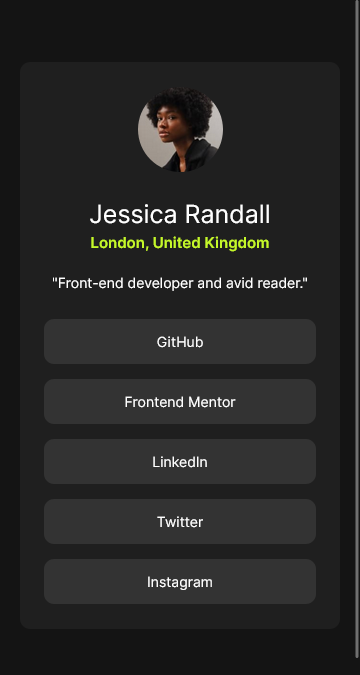 Jessica Randall
London, United Kingdom
"Front-end developer and avid reader."
GitHub
Frontend Mentor
LinkedIn
Twitter
Instagram